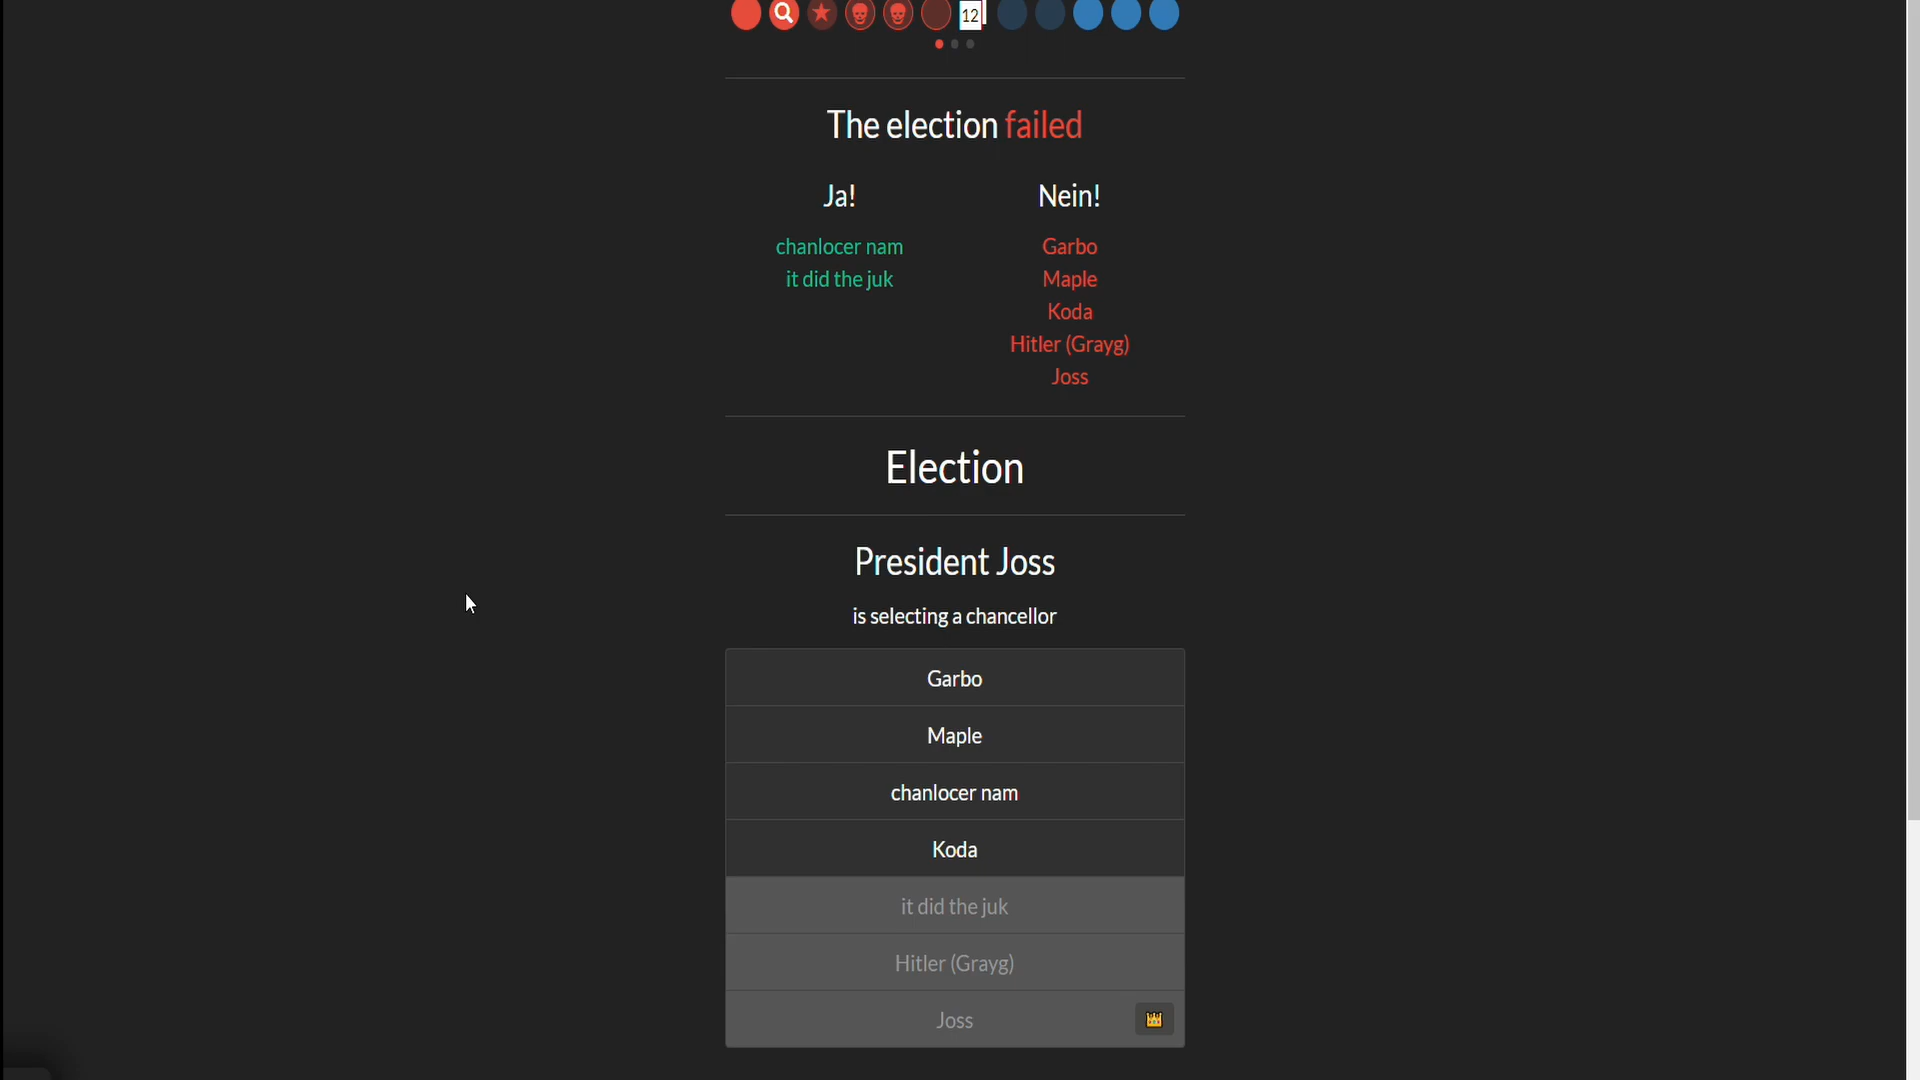 12
The election failed
Ja!
Nein!
chanlocer nam
Garbo
it did the juk
Maple
Koda
Hitler (Grayg)
Joss
Election
President Joss
is selecting a chancellor
Garbo
Maple
chanlocer nam
Koda
it did the juk
Hitler (Grayg)
Joss